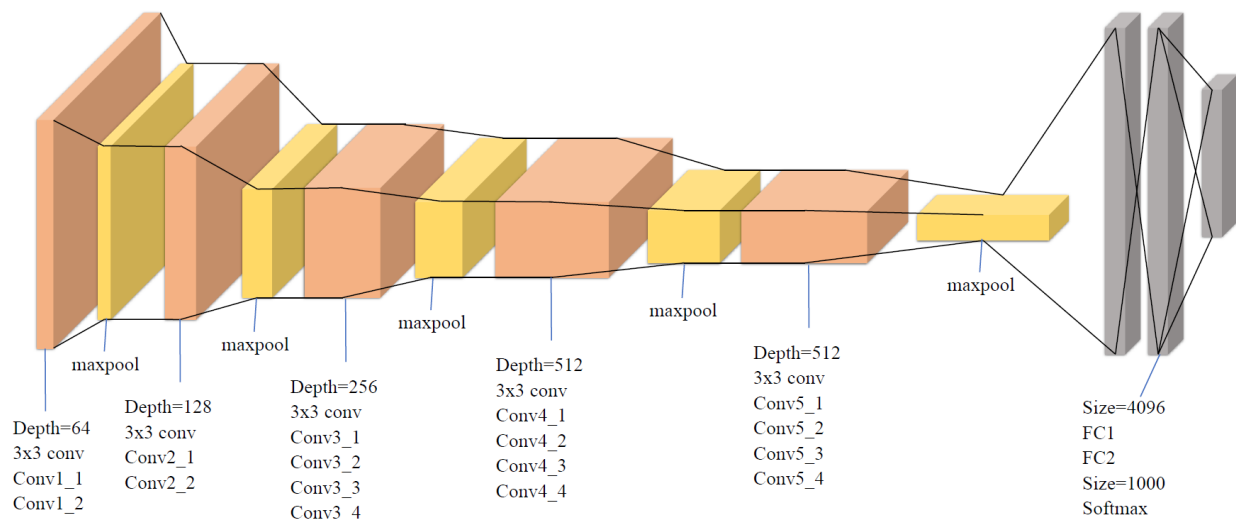 maxpool
maxpool
maxpool
maxpool
maxpool
Depth=64
3x3 conv
Conv1_1
Conv1_2
Depth=128
3x3 conv
Conv2_1
Conv2_2
Depth=256
3x3 conv
Conv3_1
Conv3_2
Conv3_3
Conv3_4
Depth=512
3x3 conv
Conv4_1
Conv4_2
Conv4_3
Conv4_4
Depth=512
3x3 conv
Conv5_1
Conv5_2
Conv5_3
Conv5_4
Size=4096
FC1
FC2
Size=1000
Softmax